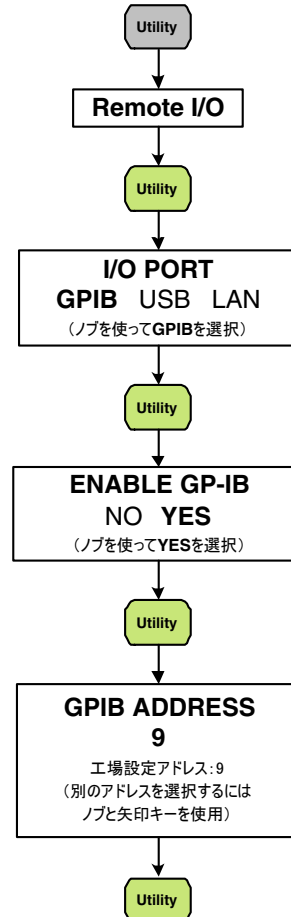 Utility
Remote I/O
Utility
I/O PORT
GPIB USB LAN
(ノブを使ってGPIBを選択)
Utility
ENABLE GP-IB
NO YES
(ノブを使ってYESを選択)
Utility
GPIB ADDRESS
9
工場設定アドレス:9
(別のアドレスを選択するには
ノブと矢印キーを使用)
Utility